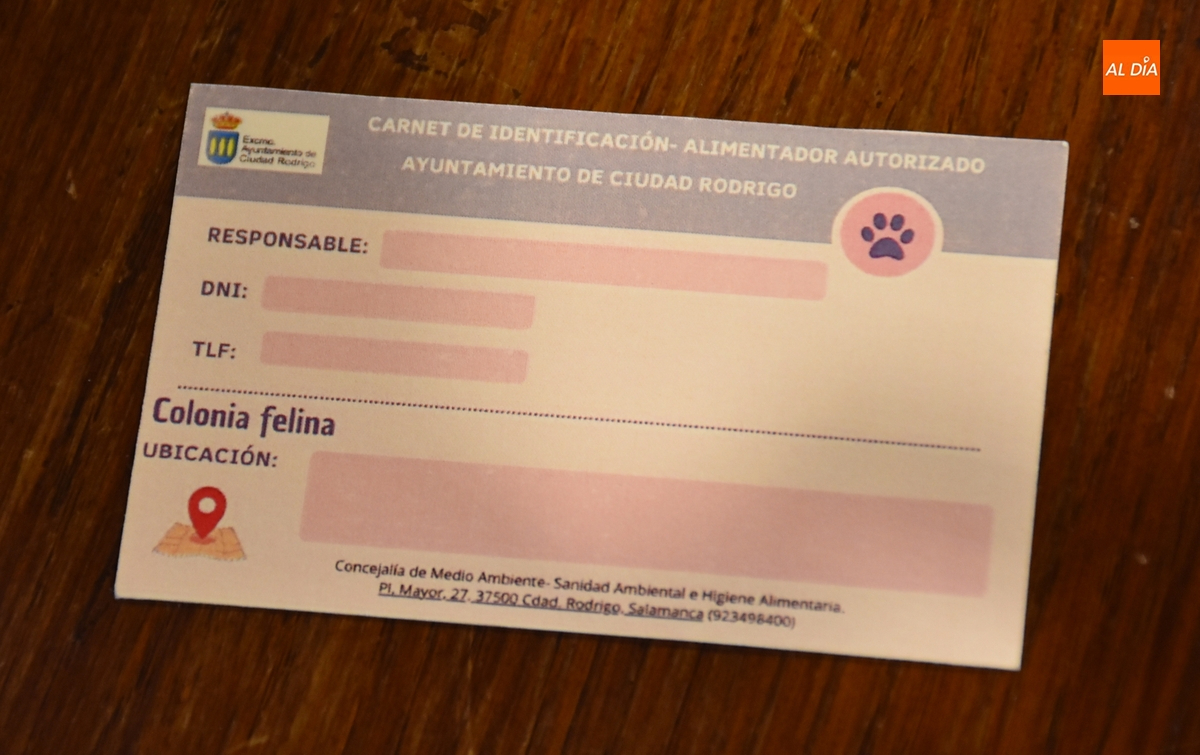 AL DÍA
Excmo.
Ayuntamiento de
Ciudad Rodrigo
CARNET DE IDENTIFICACIÓN- ALIMENTADOR AUTORIZADO
AYUNTAMIENTO DE CIUDAD RODRIGO
RESPONSABLE:
DNI:
TLF:
Colonia felina
UBICACIÓN:
Concejalía de Medio Ambiente- Sanidad Ambiental e Higiene Alimentaria.
Pl. Mayor, 27, 37500 Cdad. Rodrigo, Salamanca (923498400)